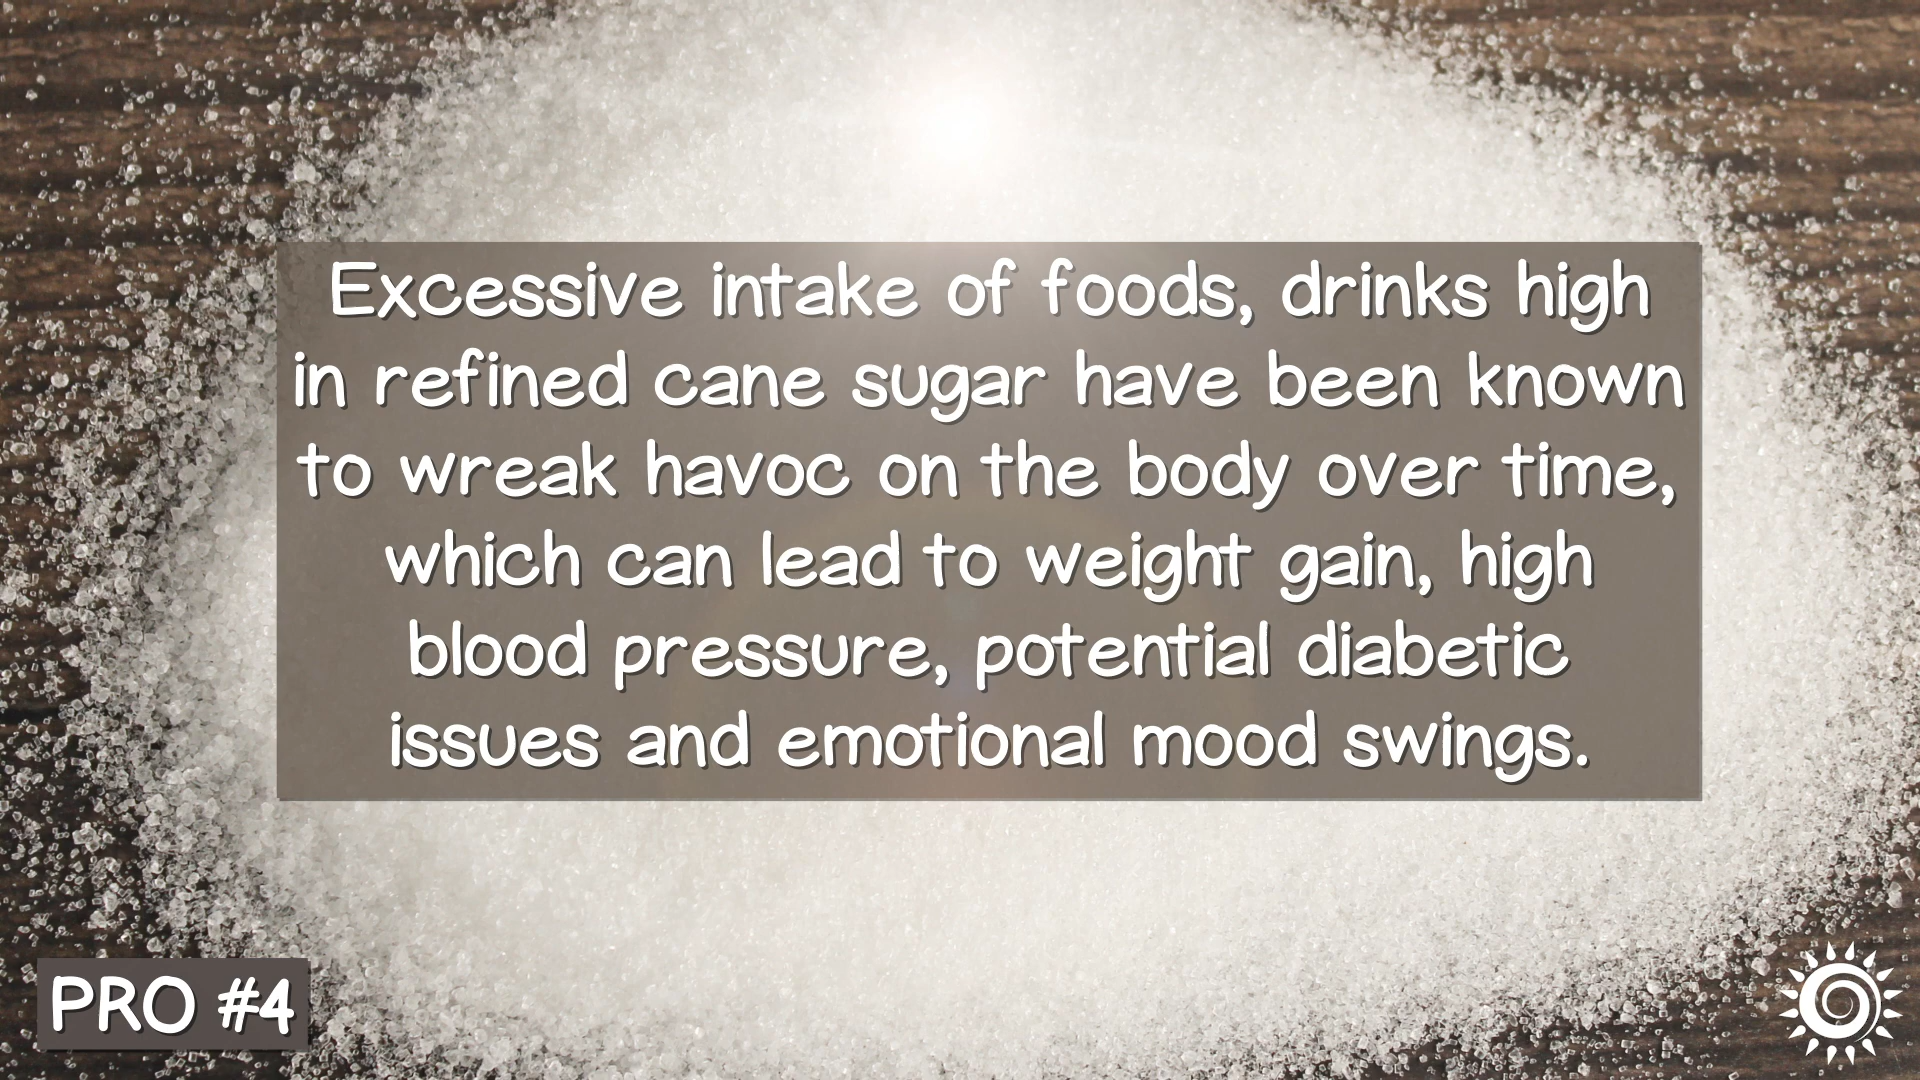 Excessive intake of foods, drinks high
in refined cane sugar have been known
to wreak havoc on the body over time,
which can lead to weight gain, high
blood pressure, potential diabetic
issues and emotional mood swings.
PRO #4